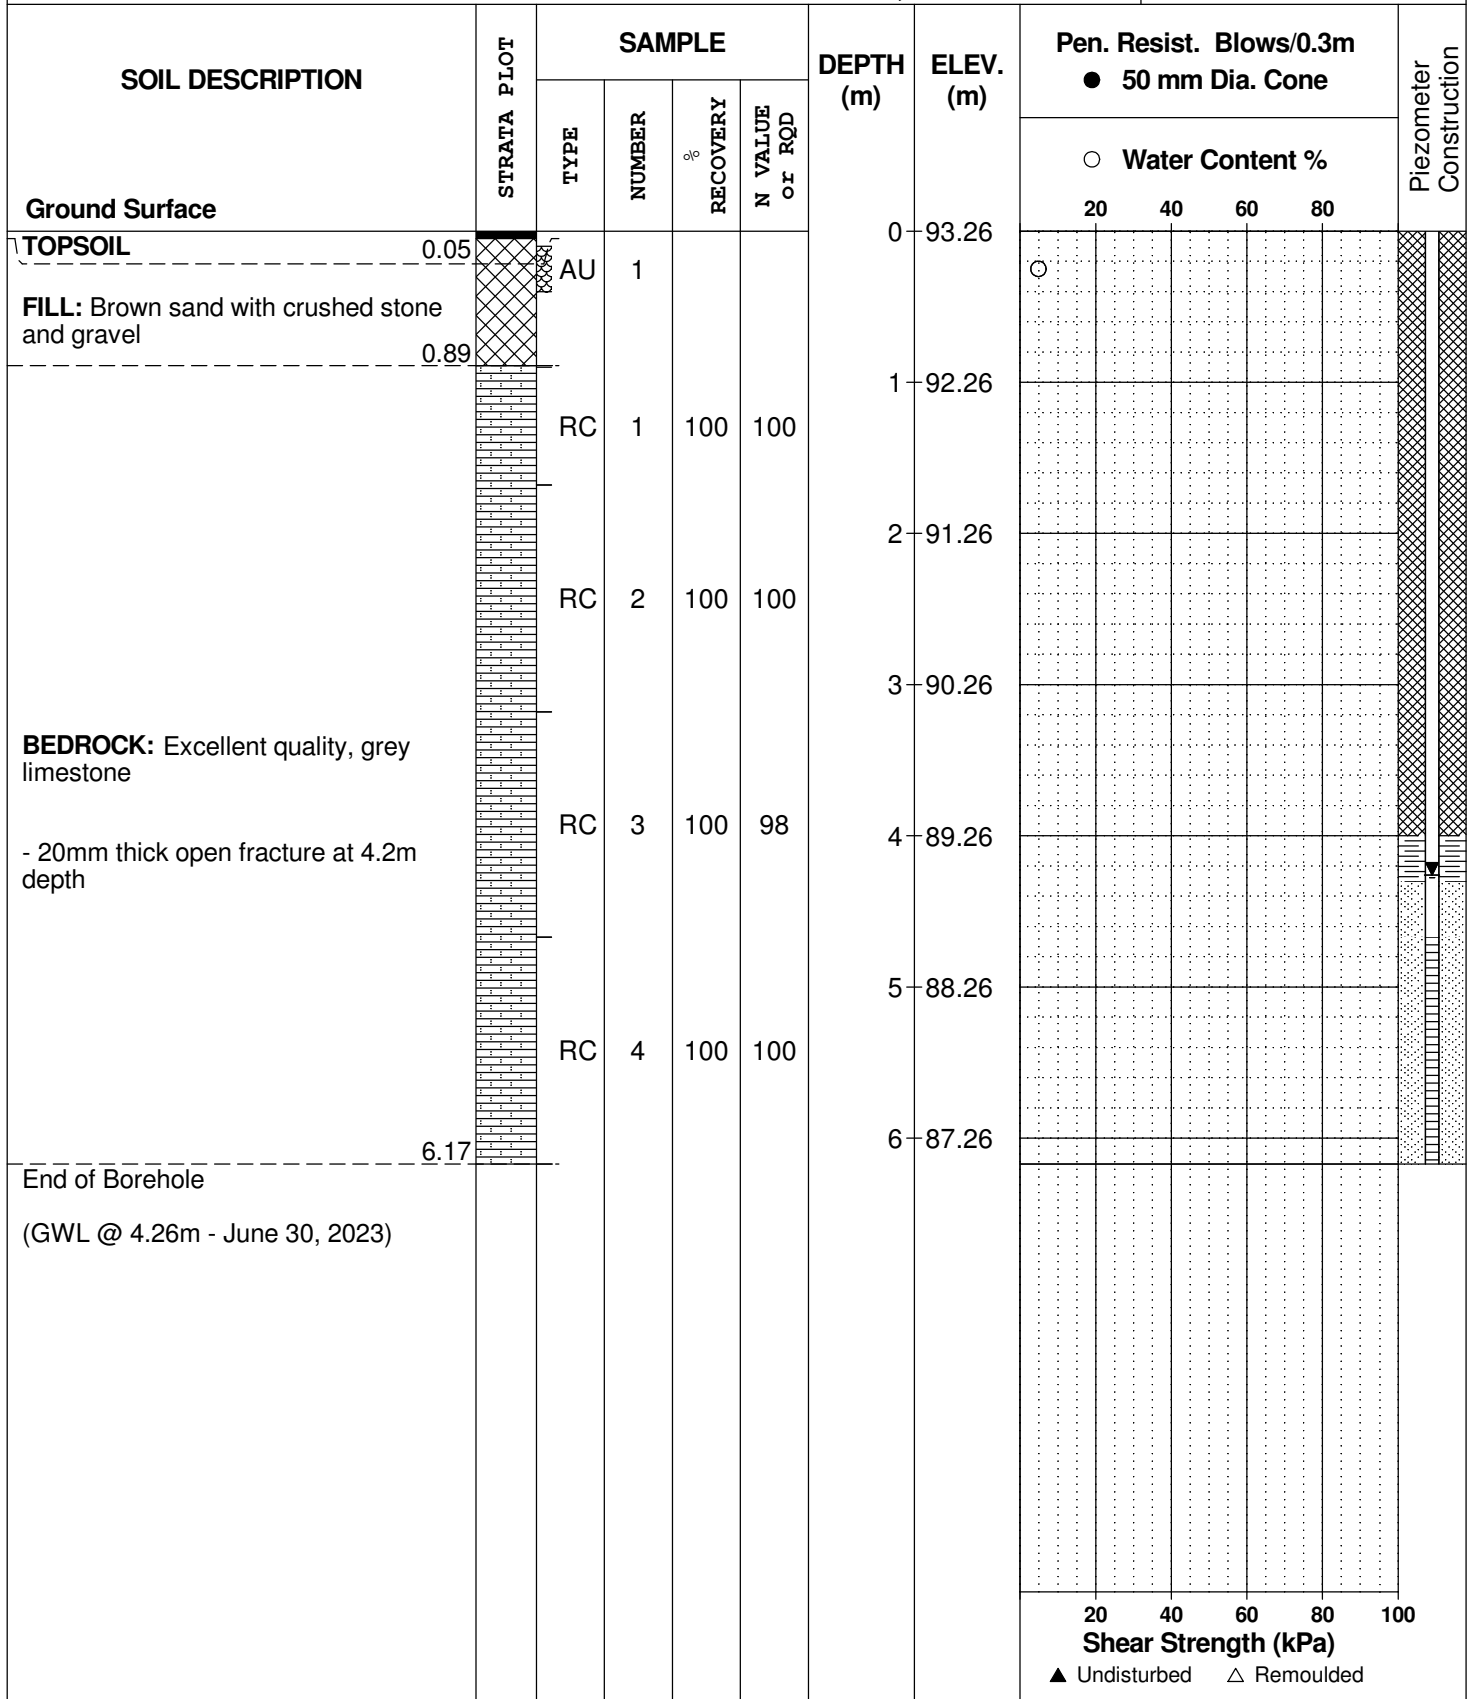 SOIL DESCRIPTION
STRATA PLOT
SAMPLE
TYPE
NUMBER
%
RECOVERY
N VALUE
or RQD
DEPTH
(m)
ELEV.
(m)
Pen. Resist. Blows/0.3m
● 50 mm Dia. Cone
○ Water Content %
Piezometer
Construction
Ground Surface
20 40 60 80
0 93.26
TOPSOIL 0.05
AU 1
FILL: Brown sand with crushed stone
and gravel
0.89
1 92.26
RC 1 100 100
2 91.26
RC 2 100 100
3 90.26
BEDROCK: Excellent quality, grey
limestone
RC 3 100 98
4 89.26
- 20mm thick open fracture at 4.2m
depth
5 88.26
RC 4 100 100
6 87.26
6.17
End of Borehole
(GWL @ 4.26m - June 30, 2023)
20 40 60 80 100
Shear Strength (kPa)
▲ Undisturbed △ Remoulded